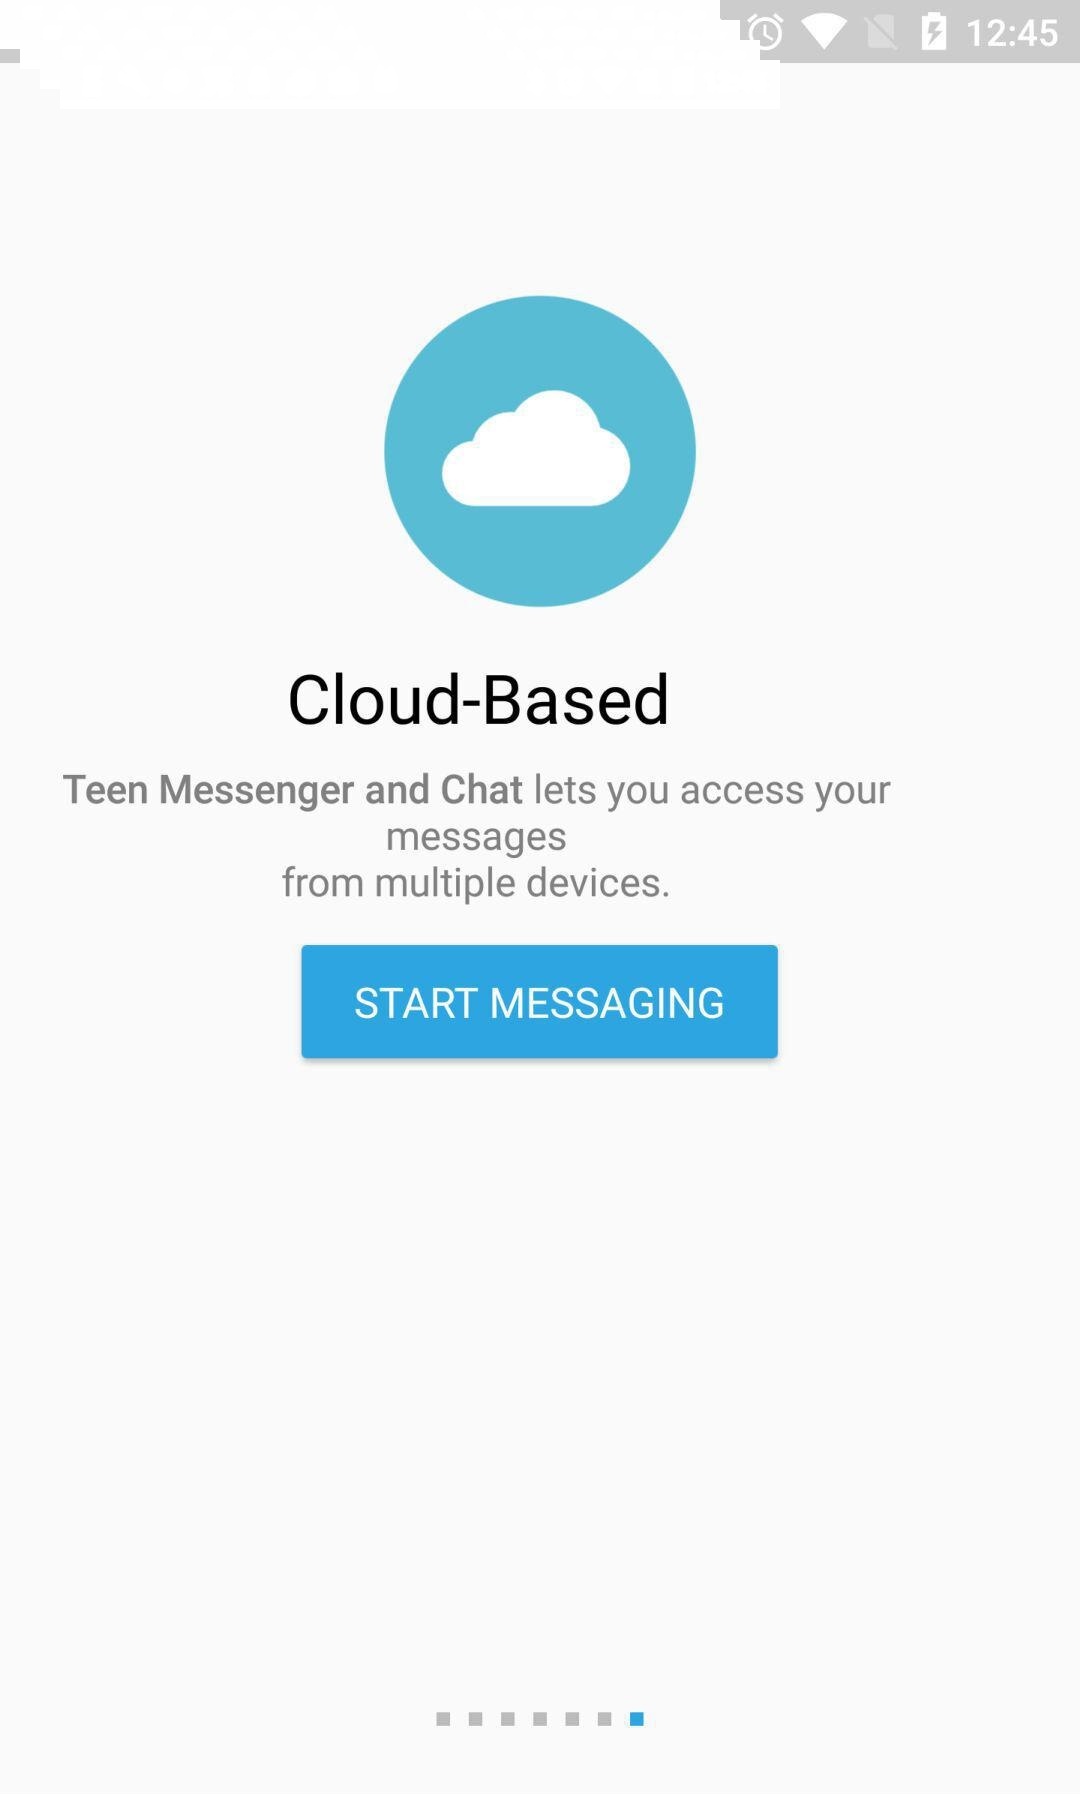 12:45
Cloud-Based
Teen Messenger and Chat lets you access your
messages
from multiple devices.
START MESSAGING